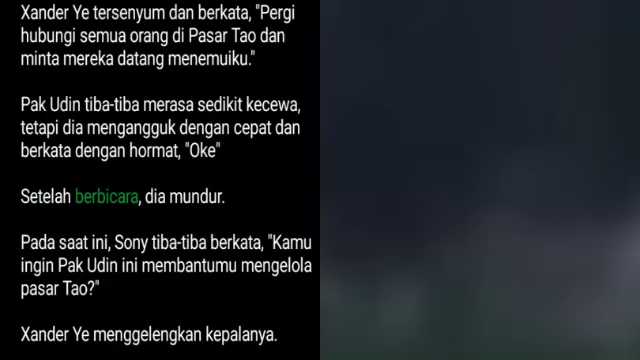 Xander Ye tersenyum dan berkata, "Pergi
hubungi semua orang di Pasar Tao dan
minta mereka datang menemuiku."
Pak Udin tiba-tiba merasa sedikit kecewa,
tetapi dia mengangguk dengan cepat dan
berkata dengan hormat, "Oke"
Setelah berbicara, dia mundur.
Pada saat ini, Sony tiba-tiba berkata, "Kamu
ingin Pak Udin ini membantumu mengelola
pasar Tao?"
Xander Ye menggelengkan kepalanya.